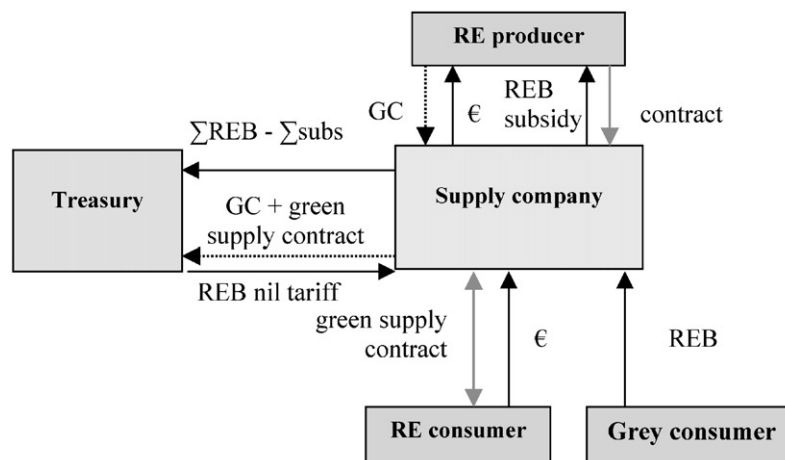 RE producer
GC
€
REB
subsidy
contract
∑REB - ∑subs
Treasury
Supply company
GC + green
supply contract
REB nil tariff
green supply
contract
€
REB
RE consumer
Grey consumer